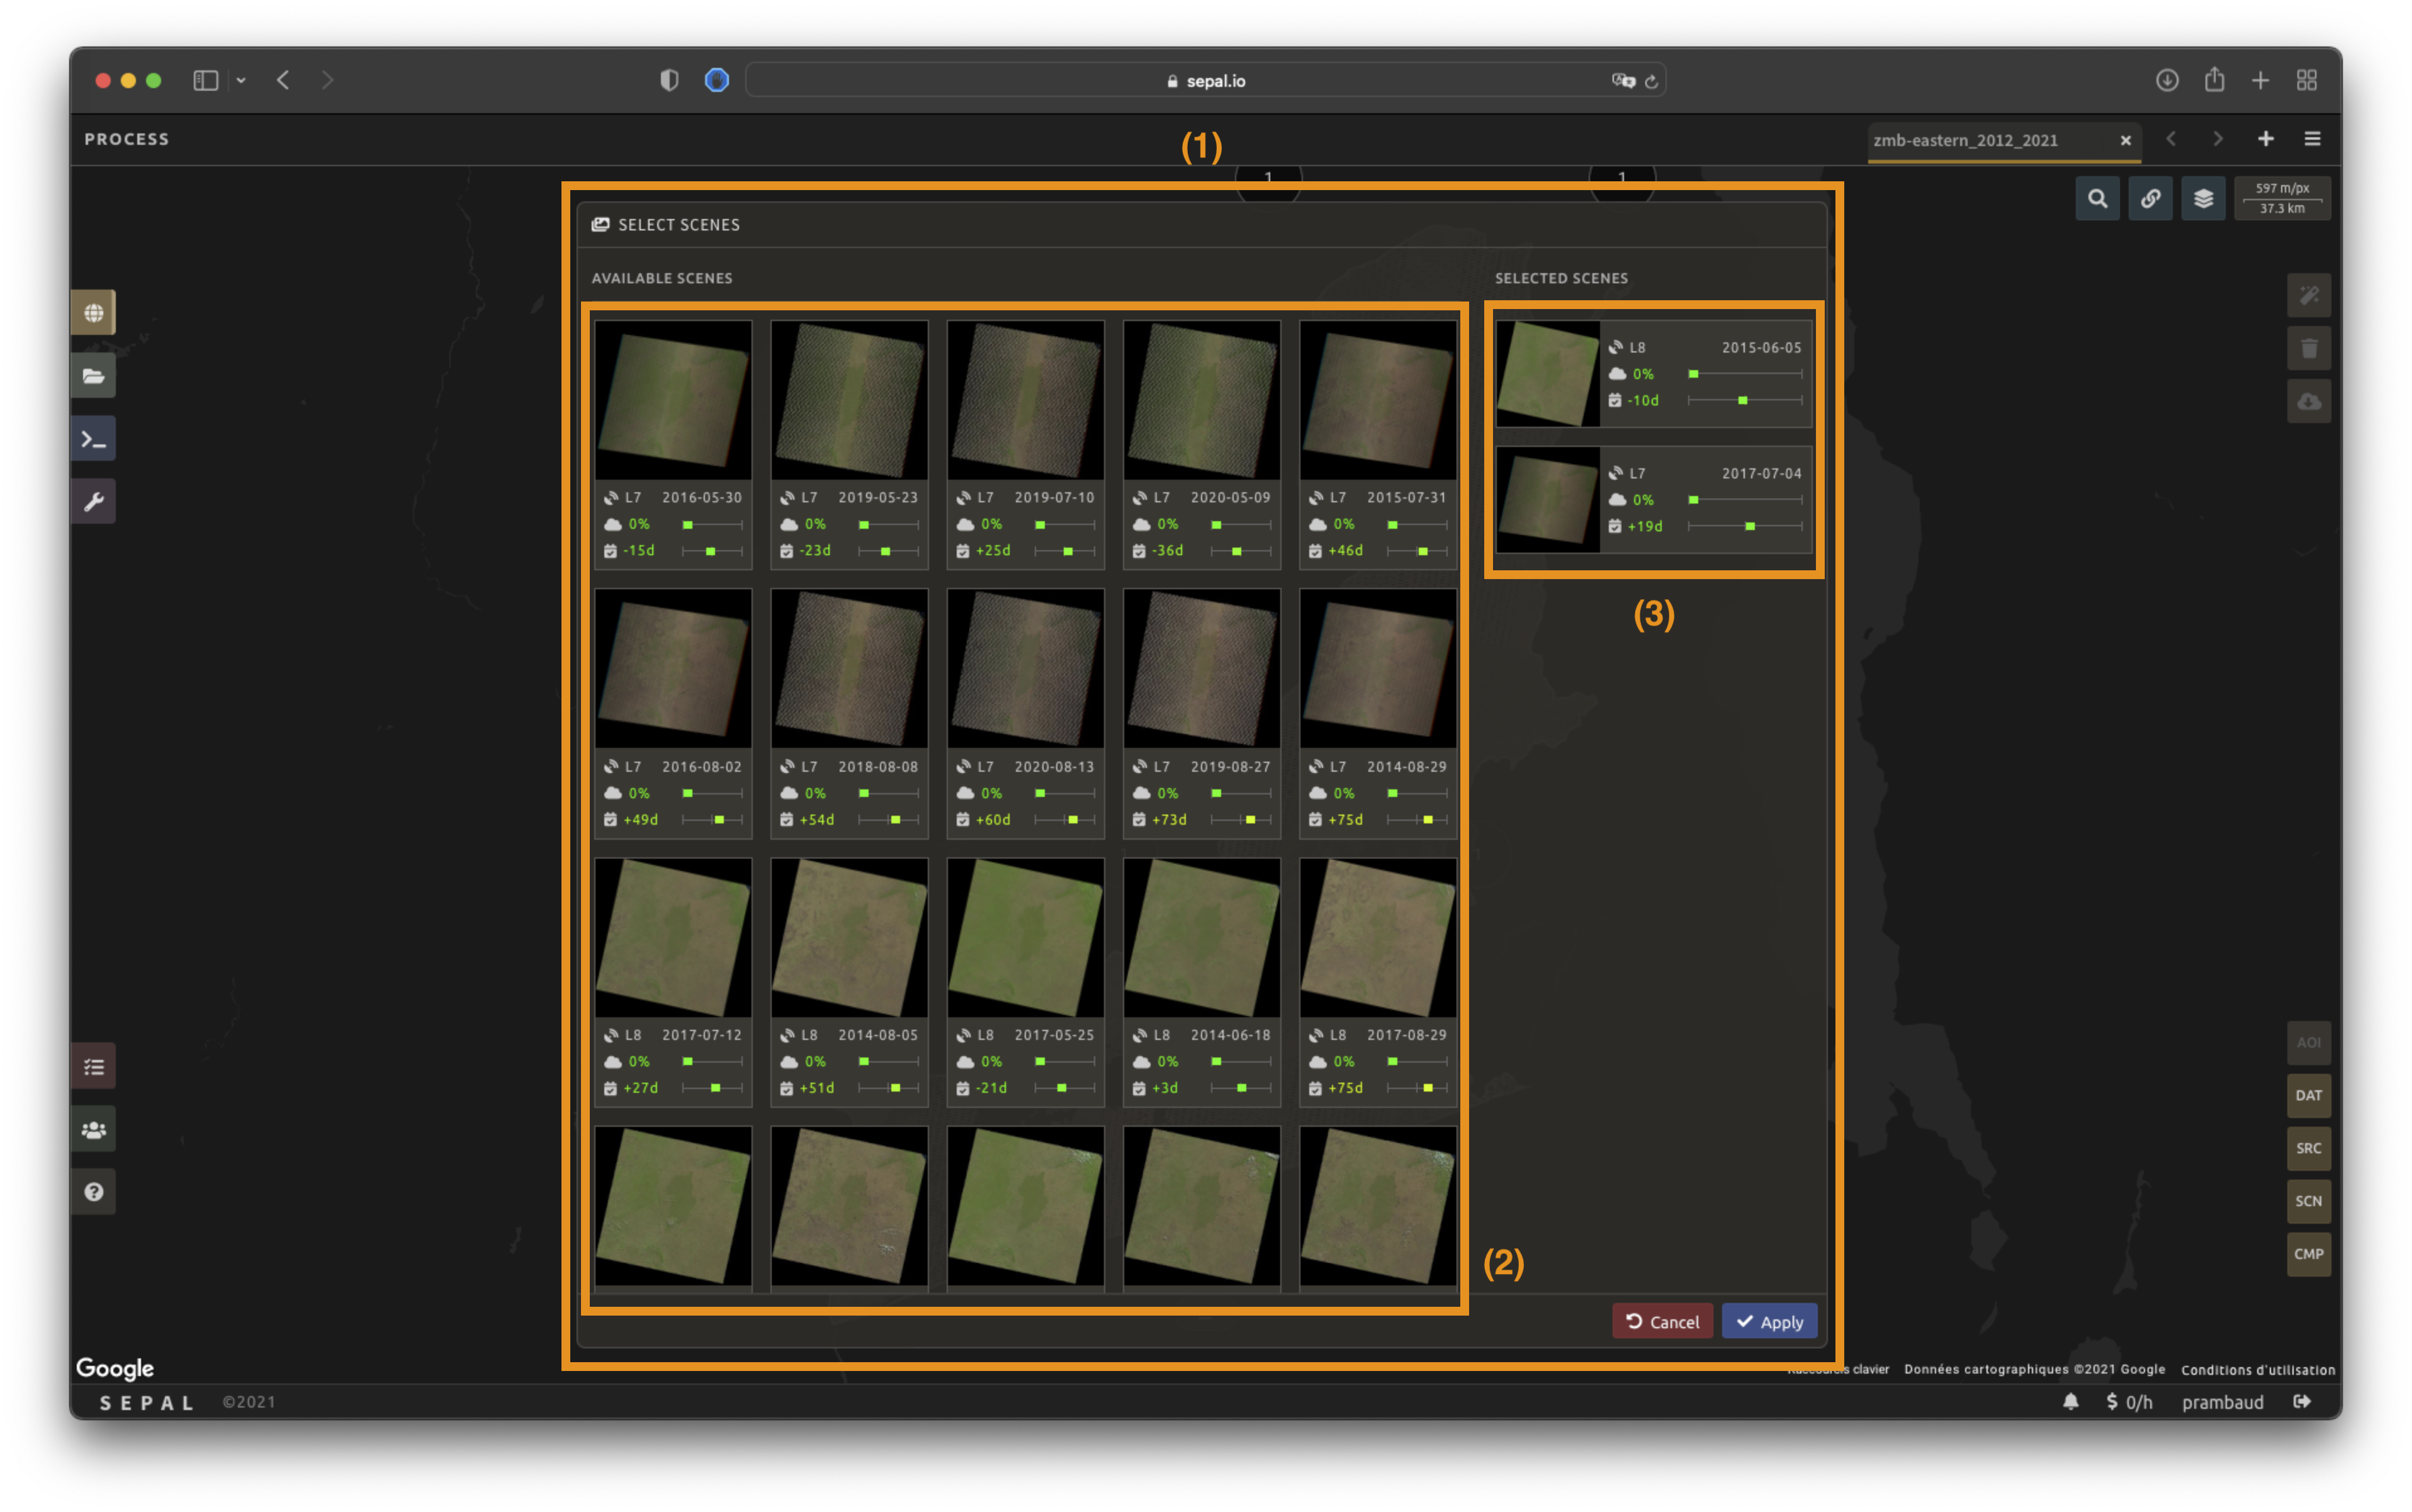 sepal.io
PROCESS
(1)
zmb-eastern_2012_2021
1
1
597 m/px
37.3 km
SELECT SCENES
AVAILABLE SCENES
SELECTED SCENES
L7 2016-05-30
0%
-15d
L7 2019-05-23
0%
-23d
L7 2019-07-10
0%
+25d
L7 2020-05-09
0%
-36d
L7 2015-07-31
0%
+46d
L8 2015-06-05
0%
-10d
L7 2017-07-04
0%
+19d
(3)
L7 2016-08-02
0%
+49d
L7 2018-08-08
0%
+54d
L7 2020-08-13
0%
+60d
L7 2019-08-27
0%
+73d
L7 2014-08-29
0%
+75d
L8 2017-07-12
0%
+27d
L8 2014-08-05
0%
+51d
L8 2017-05-25
0%
-21d
L8 2014-06-18
0%
+3d
L8 2017-08-29
0%
+75d
(2)
AOI
DAT
SRC
SCN
CMP
Cancel
Apply
Google
clavier
Données cartographiques ©2021 Google
Conditions d'utilisation
SEPAL ©2021
$ 0/h
prambaud